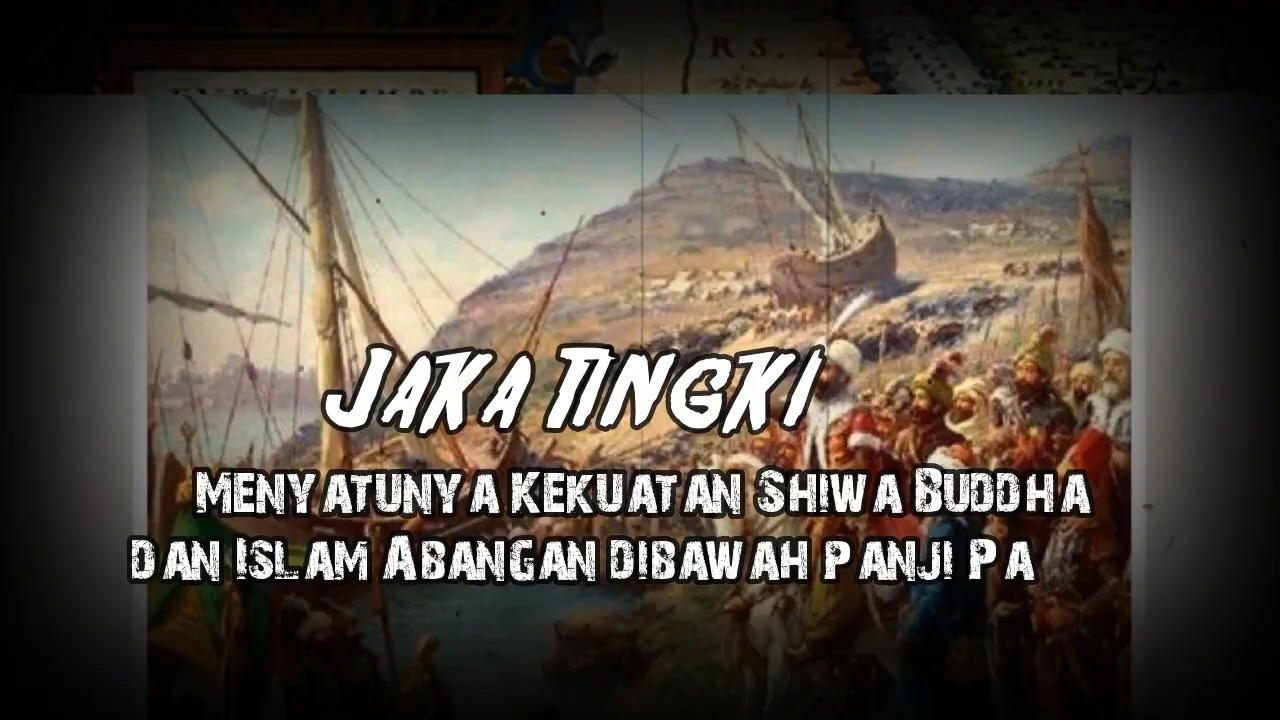 R S.
JAKA TINGKI
MENYATUNYA KEKUATAN SHIWA BUDDHA
DAN ISLAM ABANGAN DIBAWAH PANJI PA